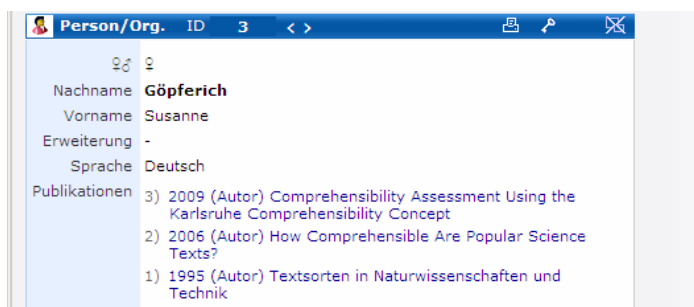 Person/Org. ID 3 < >
♀♂ ♀
Nachname Göpferich
Vorname Susanne
Erweiterung -
Sprache Deutsch
Publikationen 3) 2009 (Autor) Comprehensibility Assessment Using the
Karlsruhe Comprehensibility Concept
2) 2006 (Autor) How Comprehensible Are Popular Science
Texts?
1) 1995 (Autor) Textsorten in Naturwissenschaften und
Technik